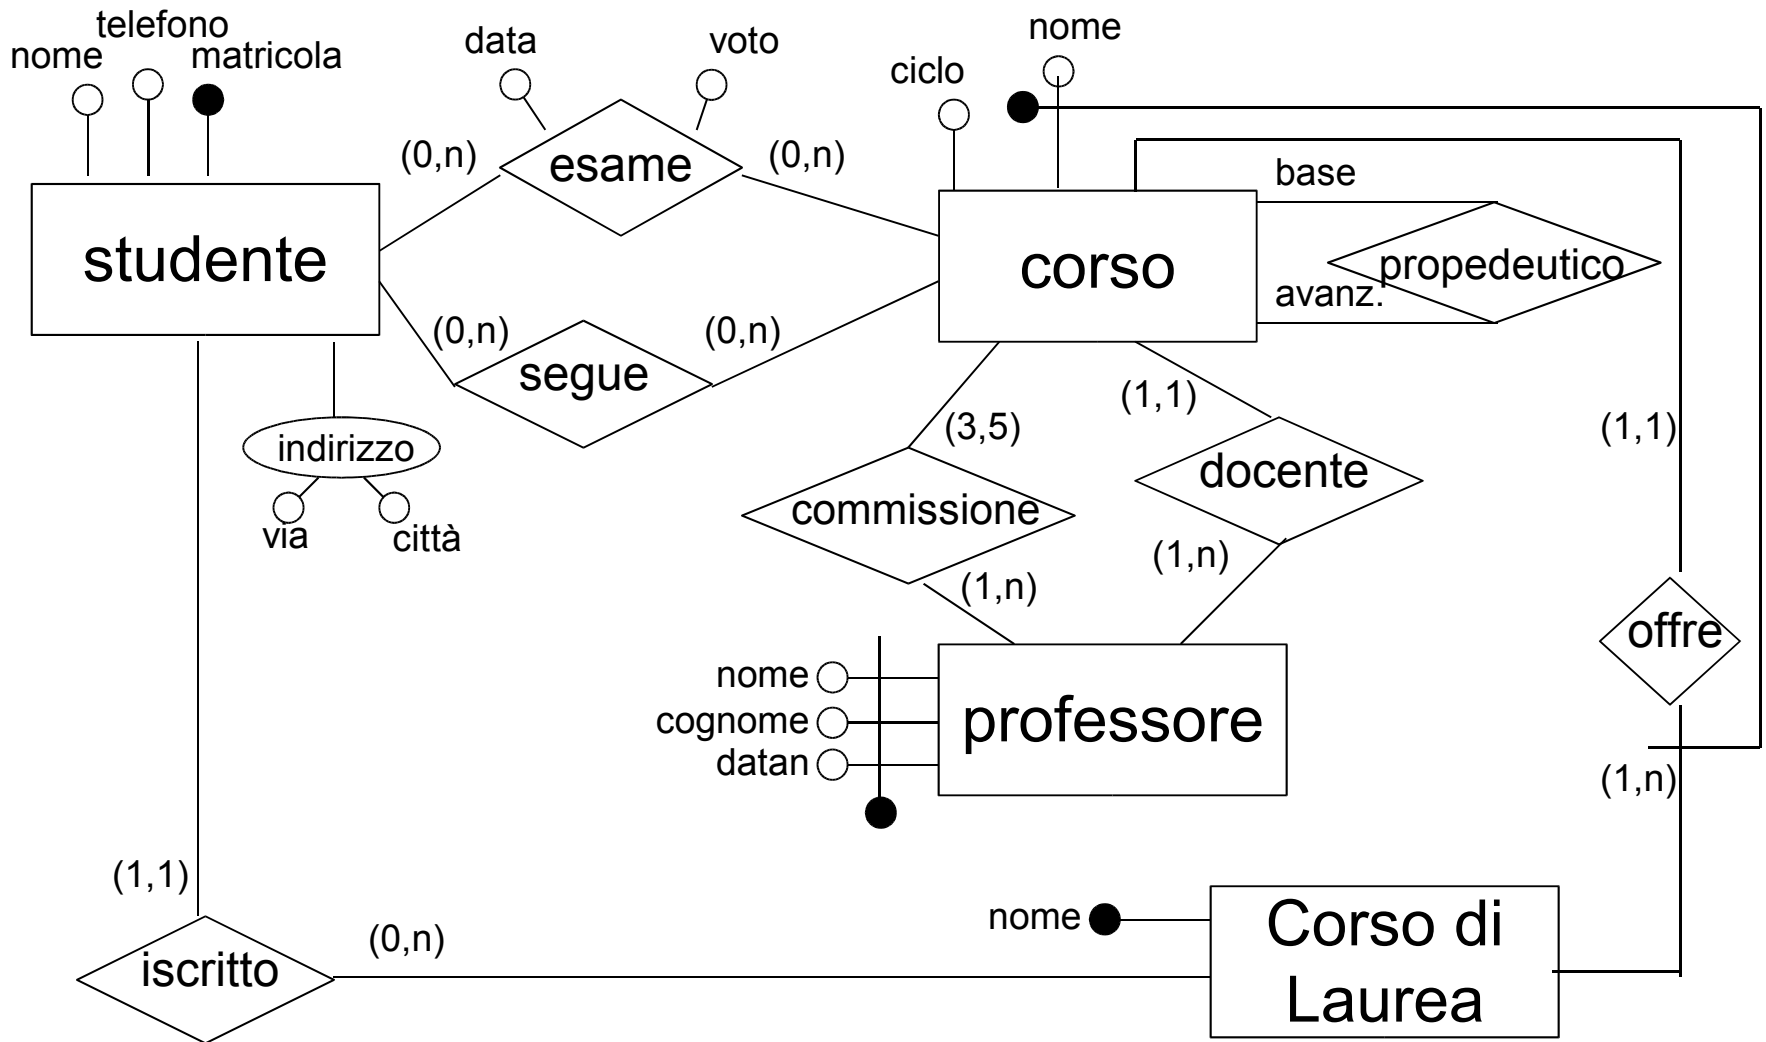 telefono
nome
matricola
data
voto
ciclo
nome
(0,n)
esame
(0,n)
base
studente
corso
propedeutico
avanz.
(0,n)
(0,n)
segue
(1,1)
(3,5)
(1,1)
indirizzo
docente
commissione
via
città
(1,n)
(1,n)
offre
nome
cognome
datan
professore
(1,n)
(1,1)
nome
(0,n)
iscritto
Corso di
Laurea